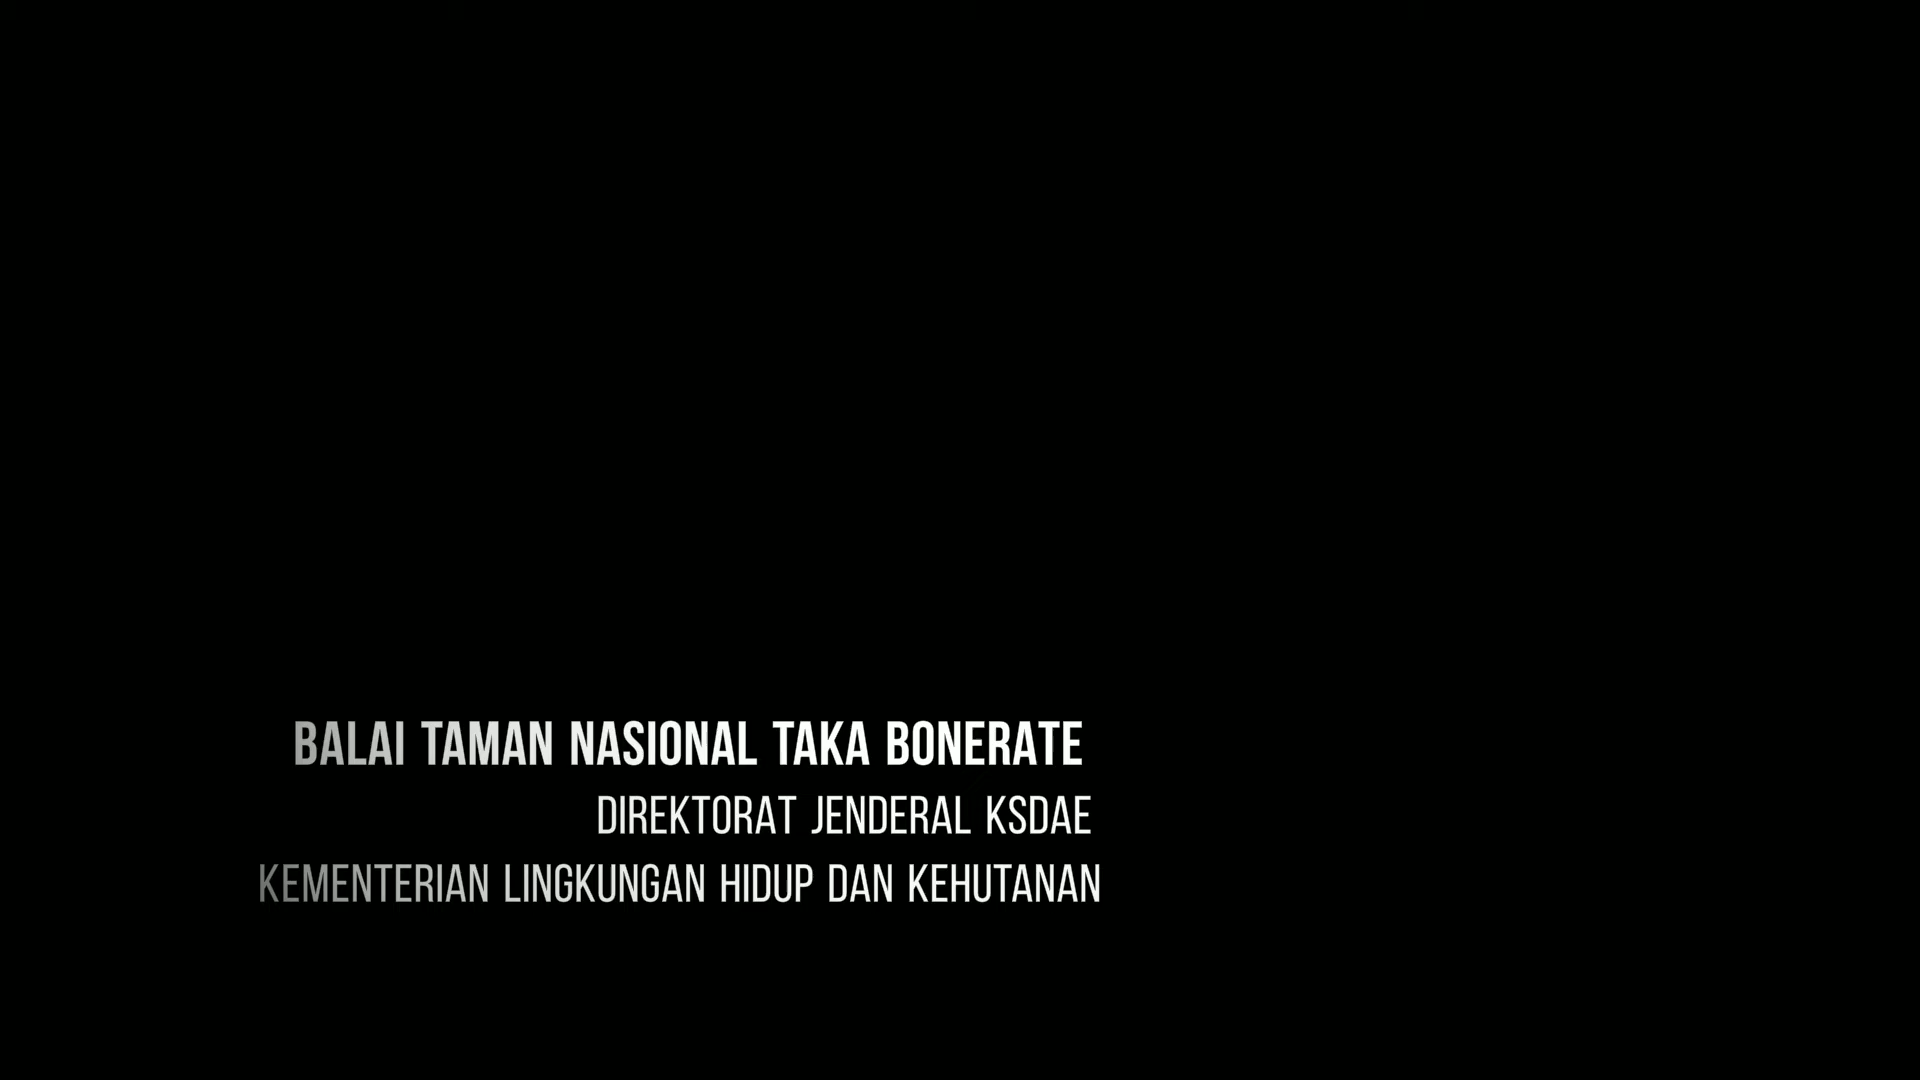 BALAI TAMAN NASIONAL TAKA BONERATE
DIREKTORAT JENDERAL KSDAE
KEMENTERIAN LINGKUNGAN HIDUP DAN KEHUTANAN